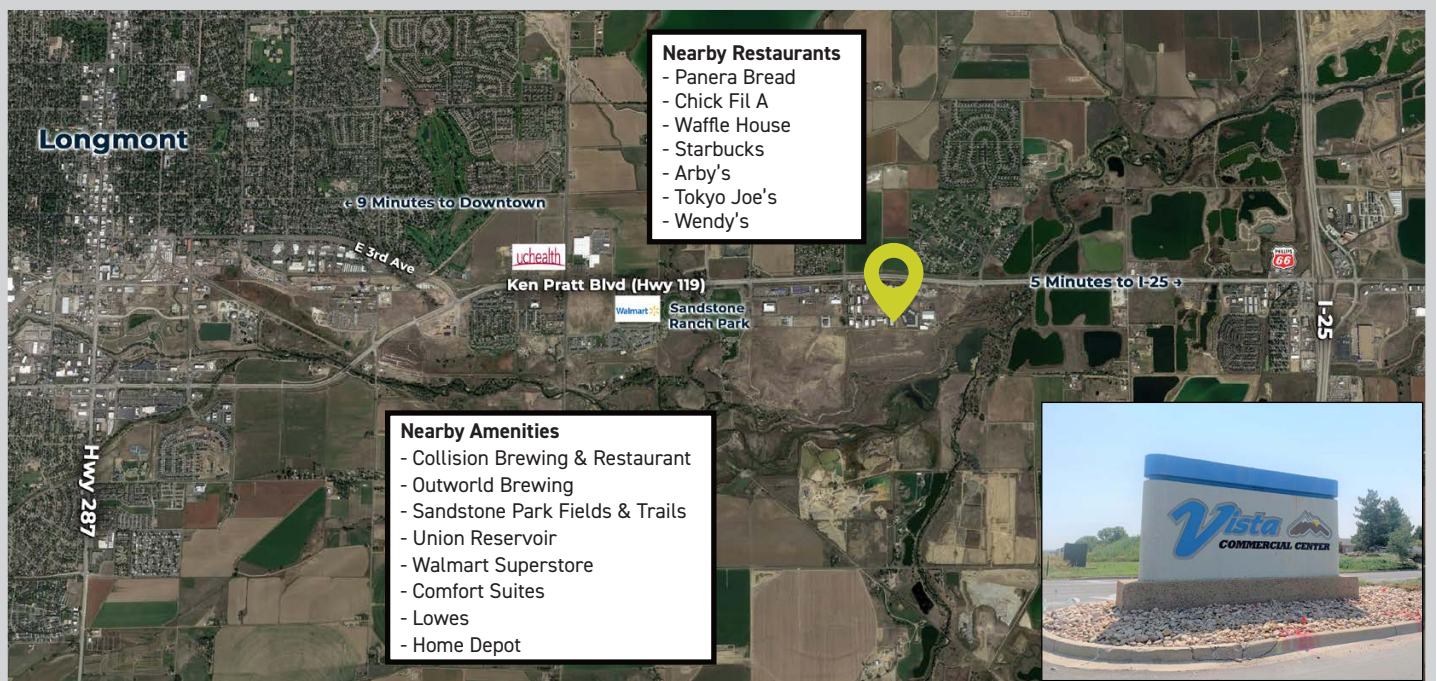 Longmont
← 9 Minutes to Downtown
E 3rd Ave
uchealth
Ken Pratt Blvd (Hwy 119)
Walmart
Sandstone
Ranch Park
Nearby Restaurants
- Panera Bread
- Chick Fil A
- Waffle House
- Starbucks
- Arby's
- Tokyo Joe's
- Wendy's
5 Minutes to I-25 →
PHILLIPS
66
I-25
Hwy 287
Nearby Amenities
- Collision Brewing & Restaurant
- Outworld Brewing
- Sandstone Park Fields & Trails
- Union Reservoir
- Walmart Superstore
- Comfort Suites
- Lowes
- Home Depot
Vista
COMMERCIAL CENTER